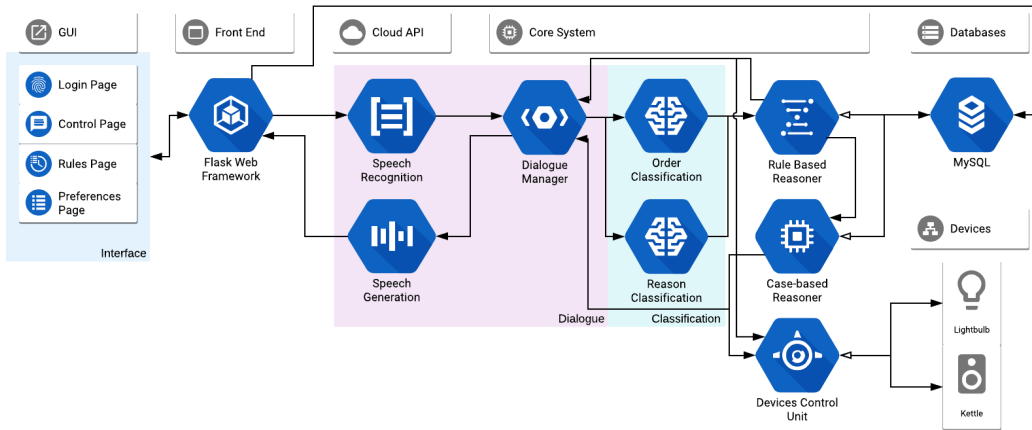 GUI
Front End
Cloud API
Core System
Databases
Login Page
Control Page
Rules Page
Preferences
Page
Interface
Flask Web
Framework
Speech
Recognition
Dialogue
Manager
Order
Classification
Rule Based
Reasoner
MySQL
Speech
Generation
Reason
Classification
Case-based
Reasoner
Dialogue
Classification
Devices
Lightbulb
Kettle
Devices Control
Unit